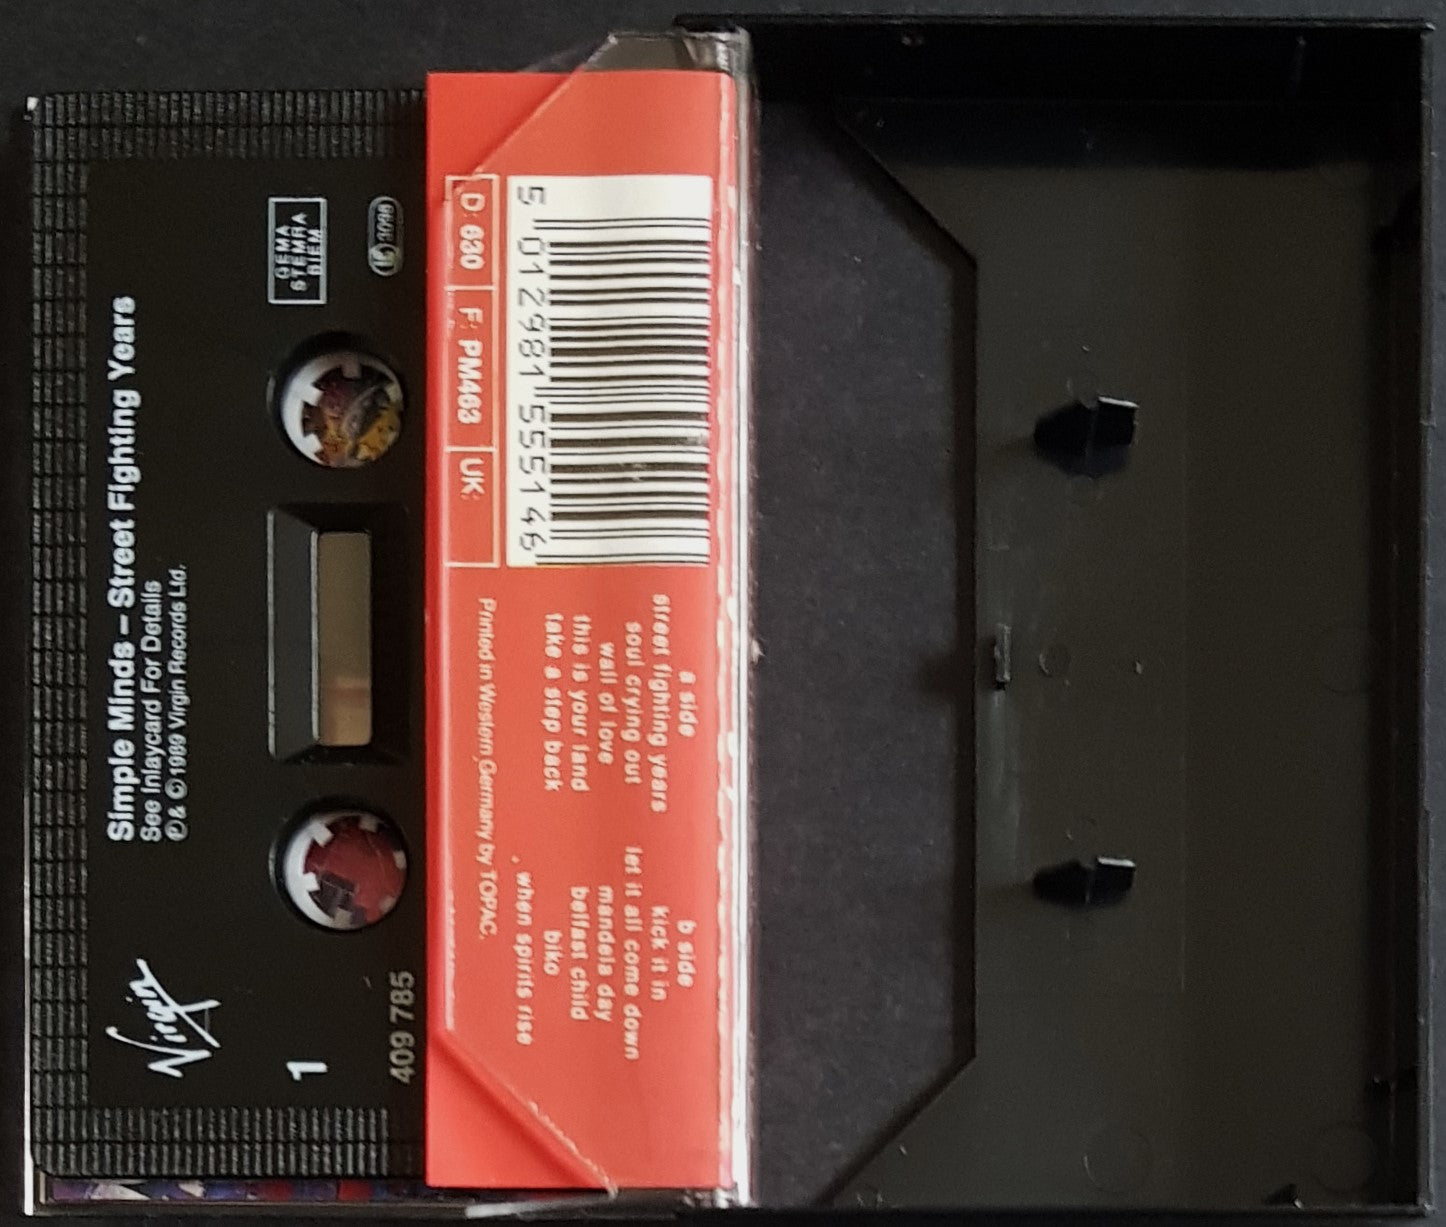 Simple Minds – Street Fighting Years
See Inlaycard For Details
℗ & © 1989 Virgin Records Ltd.
GEMA
STEMRA
BIEM
LC 3098
Virgin
1
409 785
D: 630
F: PM463
UK:
5 012981 555146
a side
street fighting years
soul crying out
wall of love
this is your land
take a step back
b side
kick it in
let it all come down
mandela day
belfast child
biko
when spirits rise
Printed in Western Germany by TOPAC.